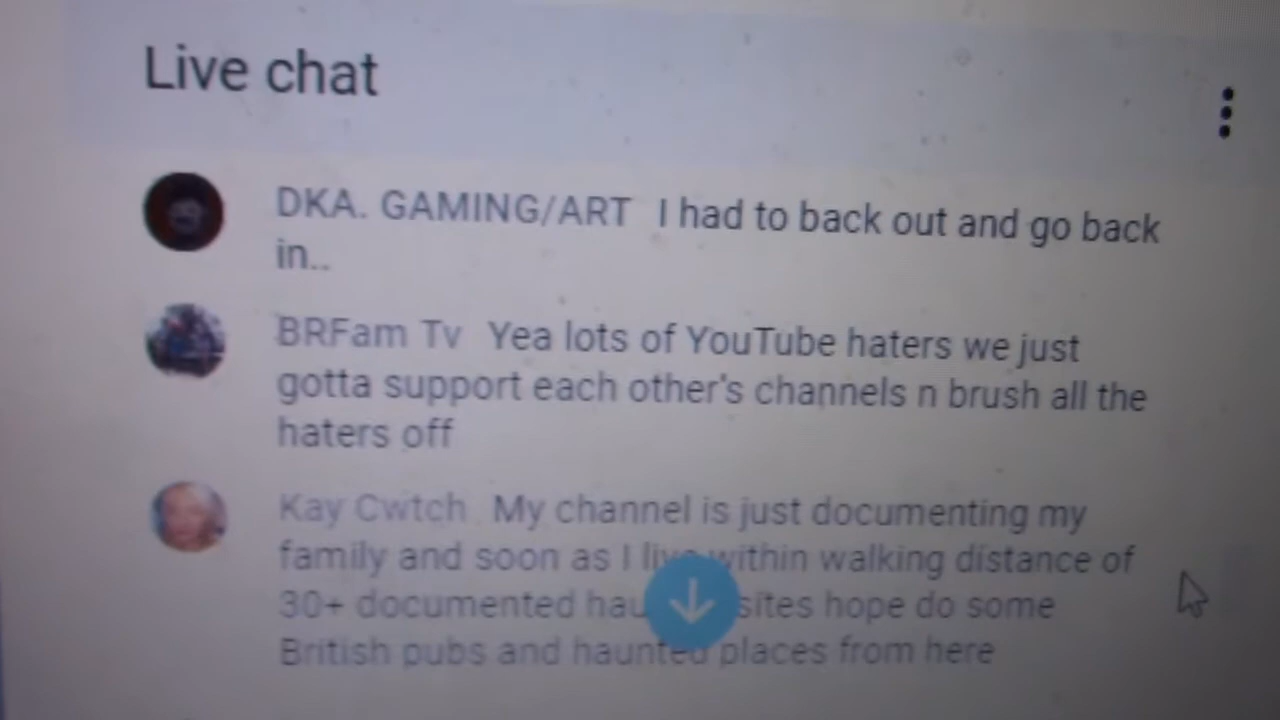 Live chat
DKA. GAMING/ART I had to back out and go back
in..
BRFam Tv Yea lots of YouTube haters we just
gotta support each other's channels n brush all the
haters off
Kay Cwtch My channel is just documenting my
family and soon as I live within walking distance of
30+ documented sites hope do some
British pubs and haunted places from here